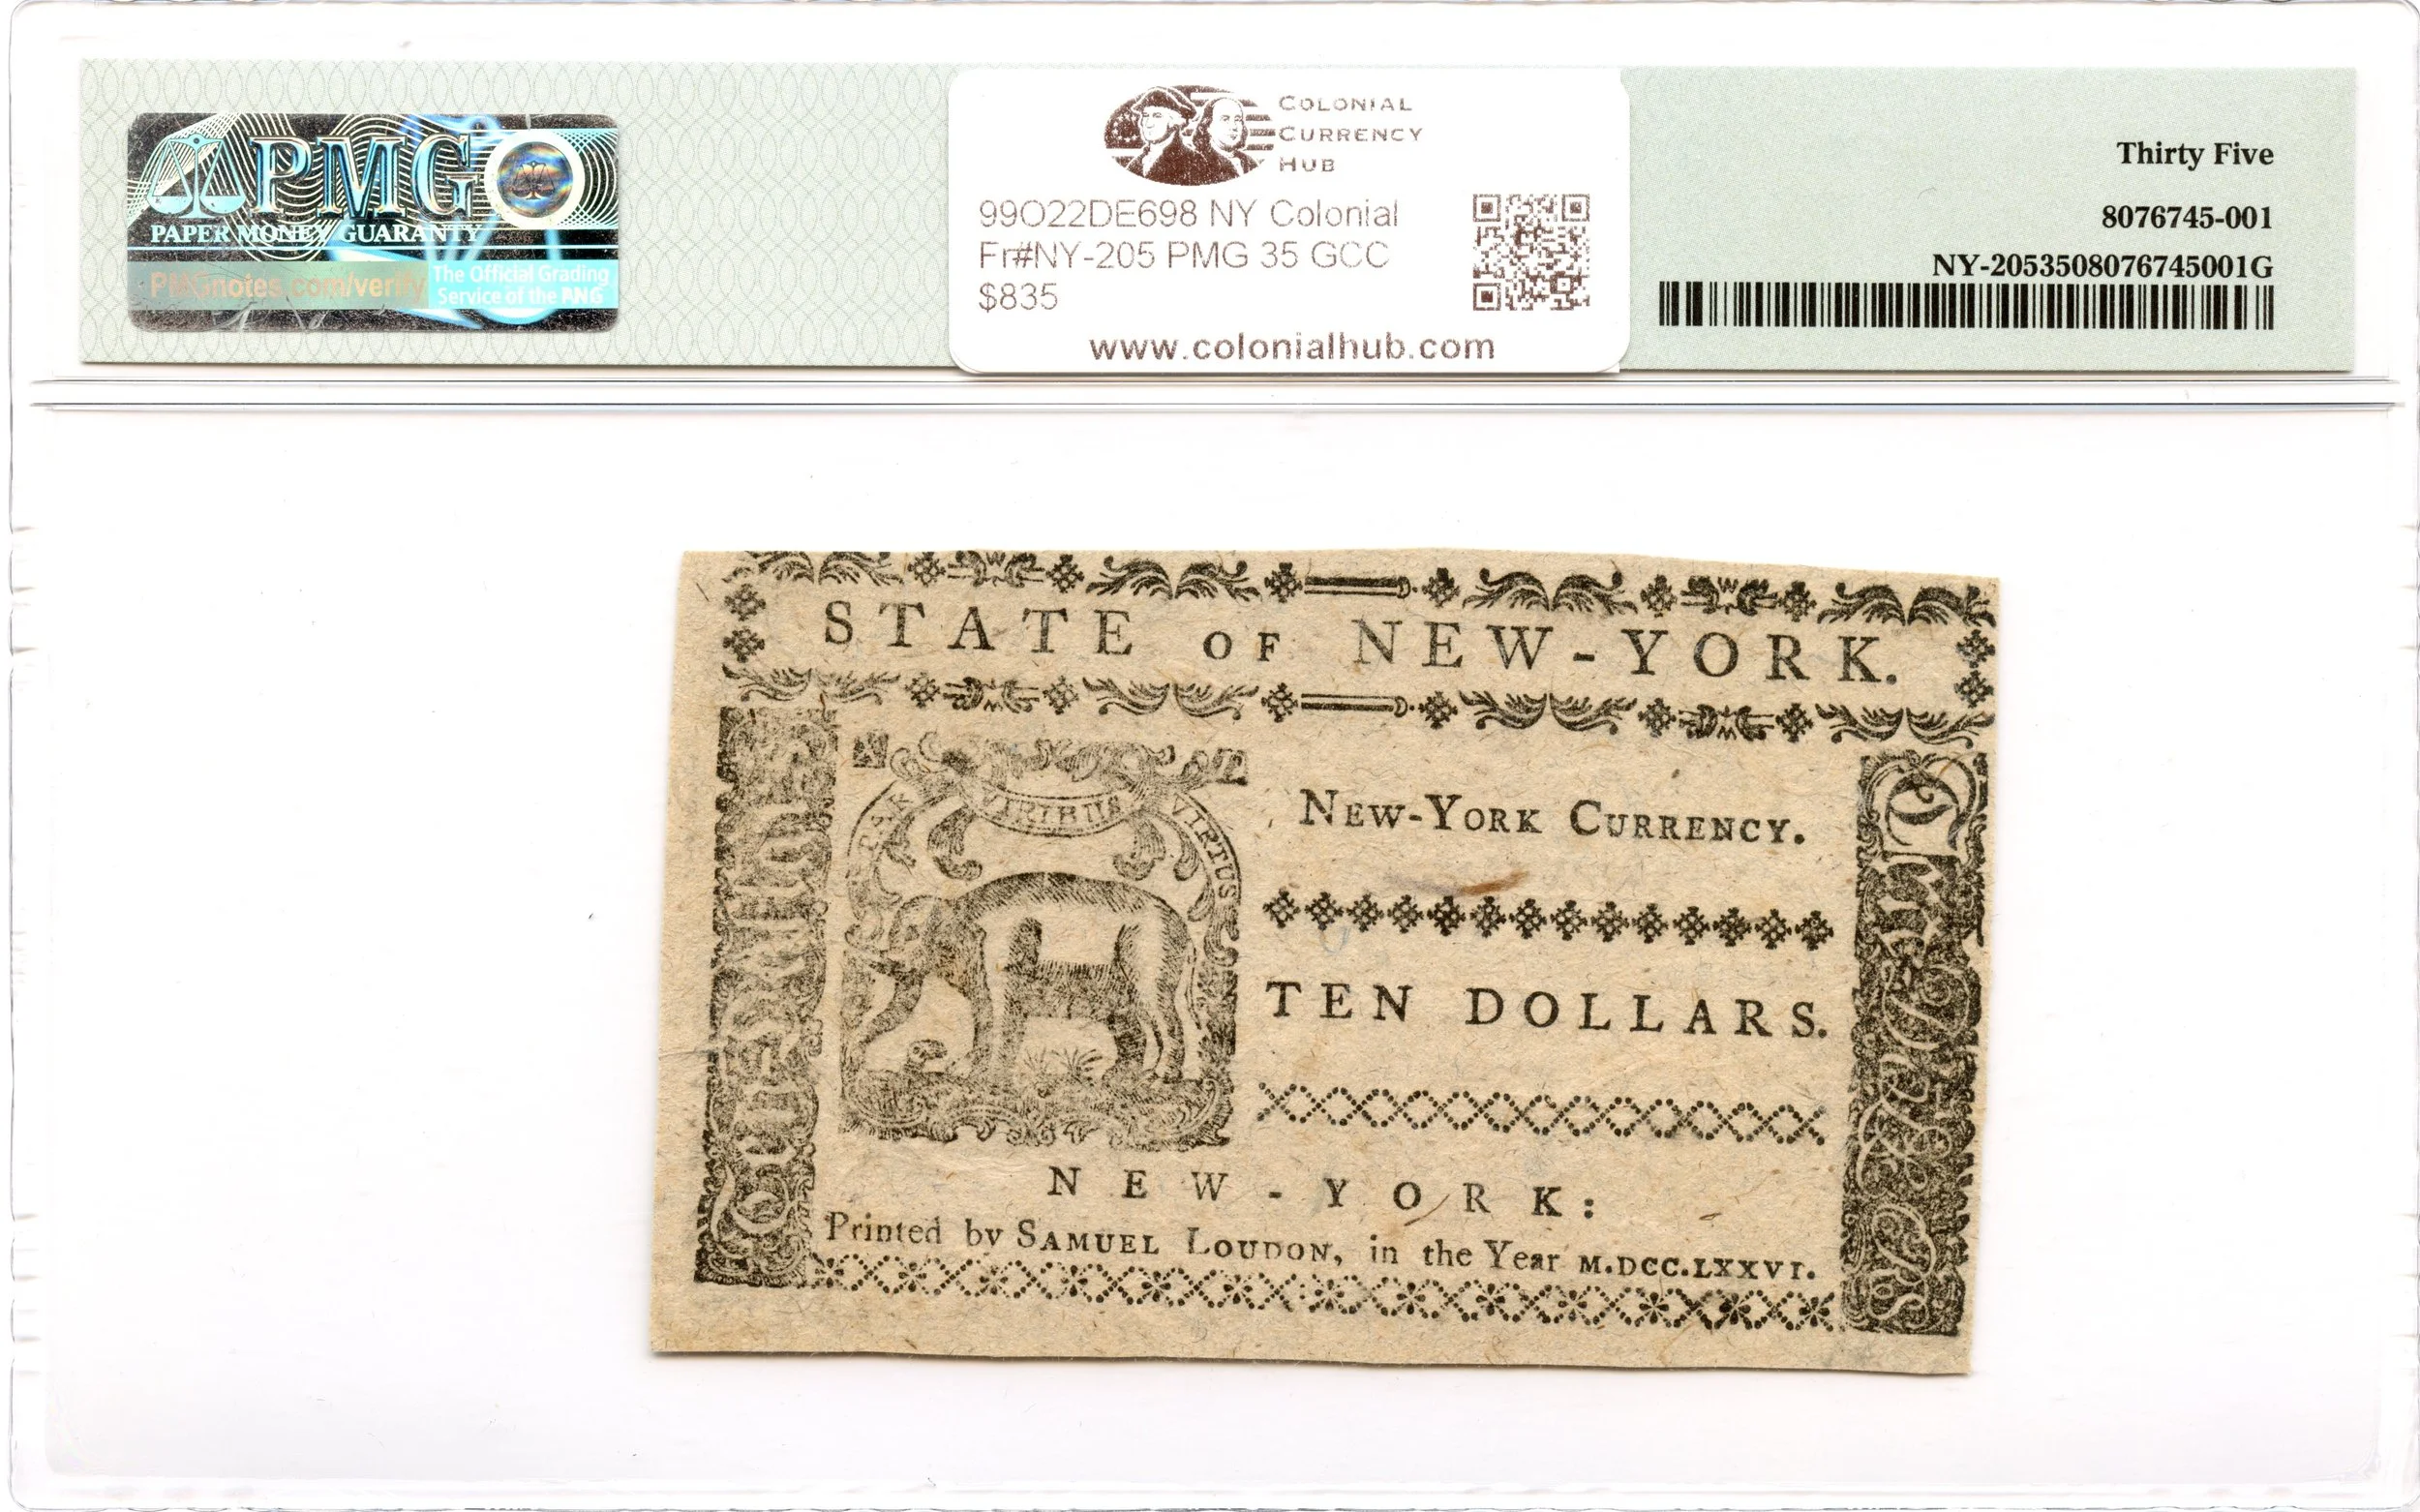 PMG
PAPER MONEY GUARANTY
PMGnotes.com/verify
The Official Grading
Service of the PNG
COLONIAL
CURRENCY
HUB
99O22DE698 NY Colonial
Fr#NY-205 PMG 35 GCC
$835
www.colonialhub.com
Thirty Five
8076745-001
NY-2053508076745001G
STATE OF NEW-YORK.
VIRIBUS VIRTUS
NEW-YORK CURRENCY.
TEN DOLLARS.
NEW-YORK:
Printed by SAMUEL LOUDON, in the Year M.DCC.LXXVI.